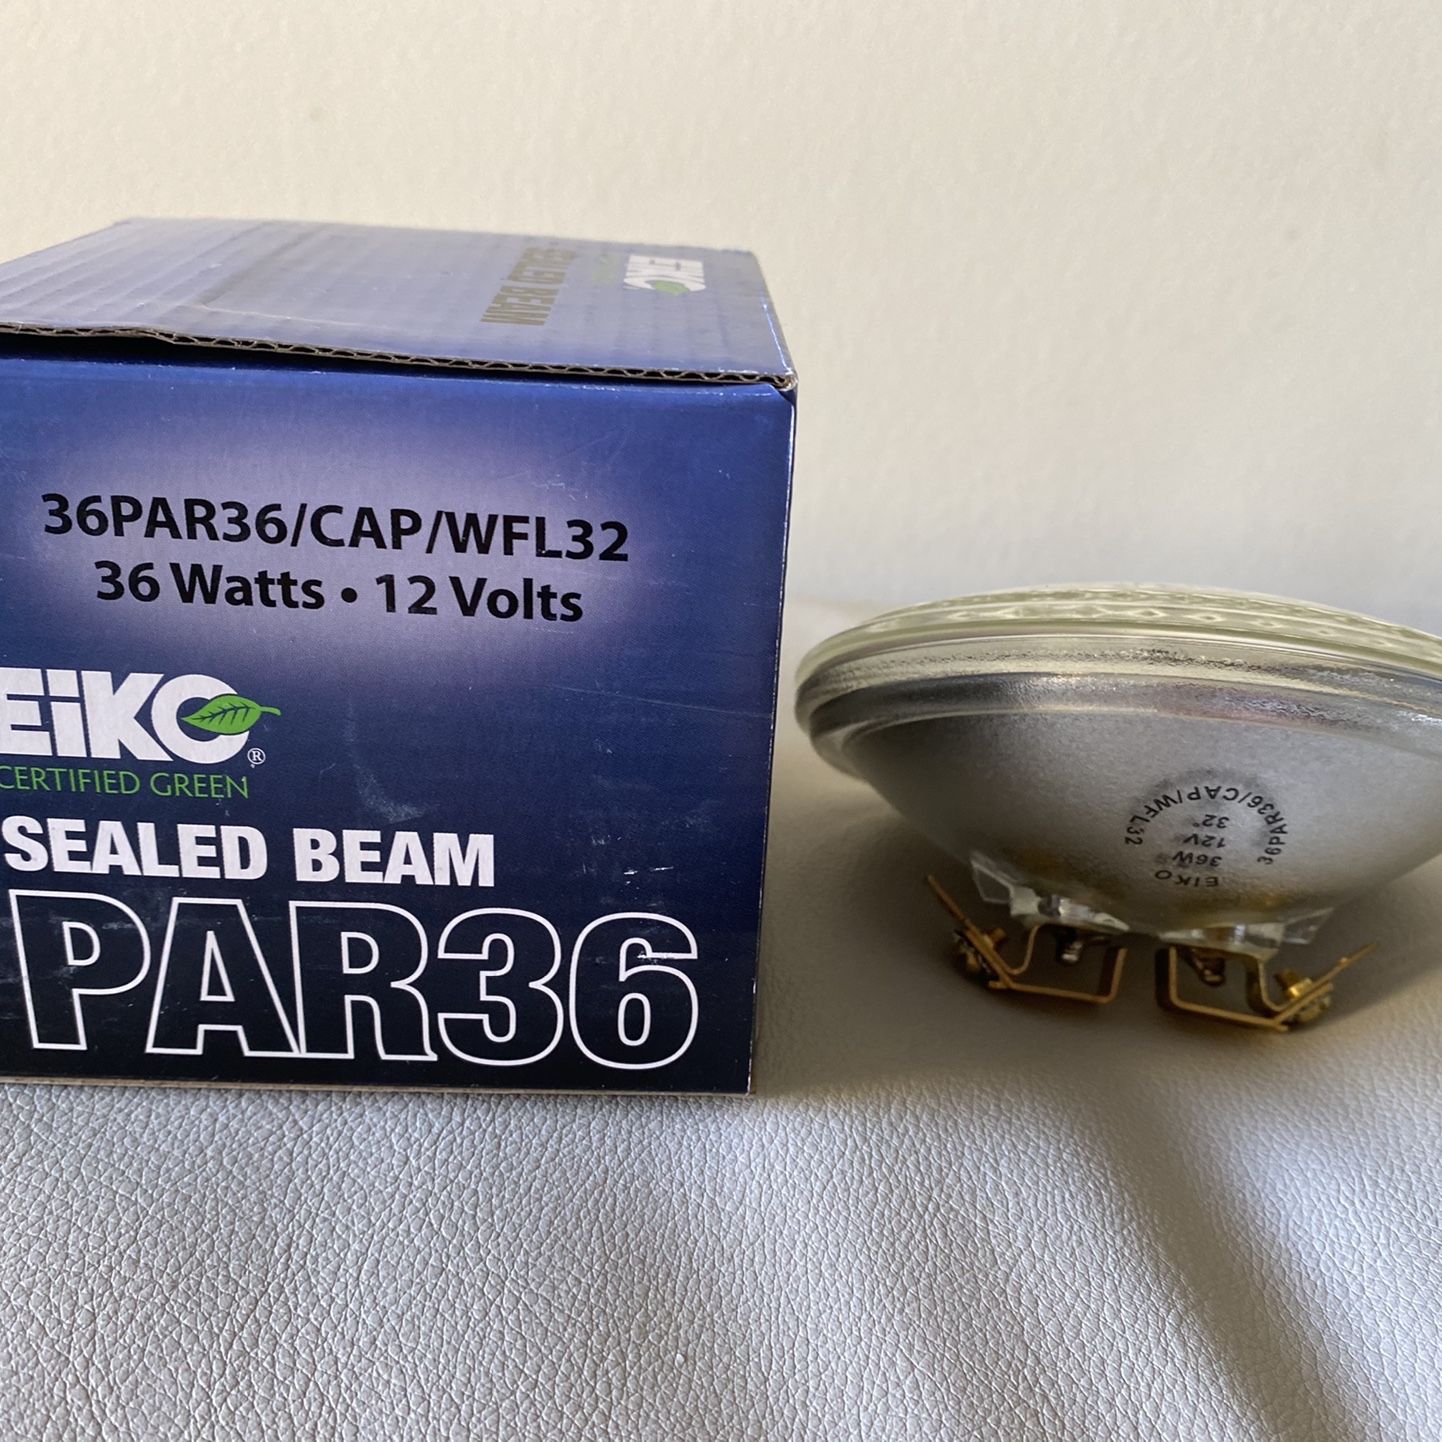 EiKO
SEALED BEAM
36PAR36/CAP/WFL32
36 Watts • 12 Volts
EiKO®
CERTIFIED GREEN
SEALED BEAM
PAR36
36PAR36/CAP/WFL32
32°
12V
36W
EIKO